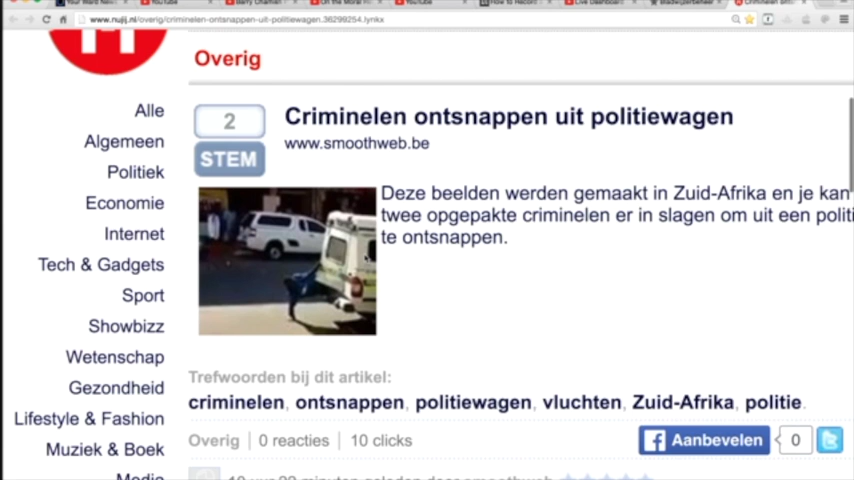 YouTube
YouTube
www.nujij.nl/overig/criminelen-ontsnappen-uit-politiewagen.36299254.lynkx
Overig
Alle
Algemeen
Politiek
Economie
Internet
Tech & Gadgets
Sport
Showbizz
Wetenschap
Gezondheid
Lifestyle & Fashion
Muziek & Boek
2
STEM
Criminelen ontsnappen uit politiewagen
www.smoothweb.be
Deze beelden werden gemaakt in Zuid-Afrika en je kan
twee opgepakte criminelen er in slagen om uit een politi
te ontsnappen.
Trefwoorden bij dit artikel:
criminelen, ontsnappen, politiewagen, vluchten, Zuid-Afrika, politie.
Overig | 0 reacties | 10 clicks
Aanbevelen 0